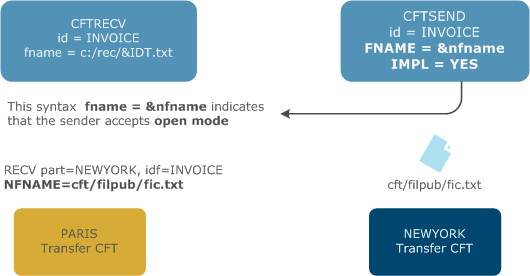 CFTRECV
id = INVOICE
fname = c:/rec/&IDT.txt
CFTSEND
id = INVOICE
FNAME = &nfname
IMPL = YES
This syntax fname = &nfname indicates
that the sender accepts open mode
RECV part=NEWYORK, idf=INVOICE
NFNAME=cft/filpub/fic.txt
cft/filpub/fic.txt
PARIS
Transfer CFT
NEWYORK
Transfer CFT